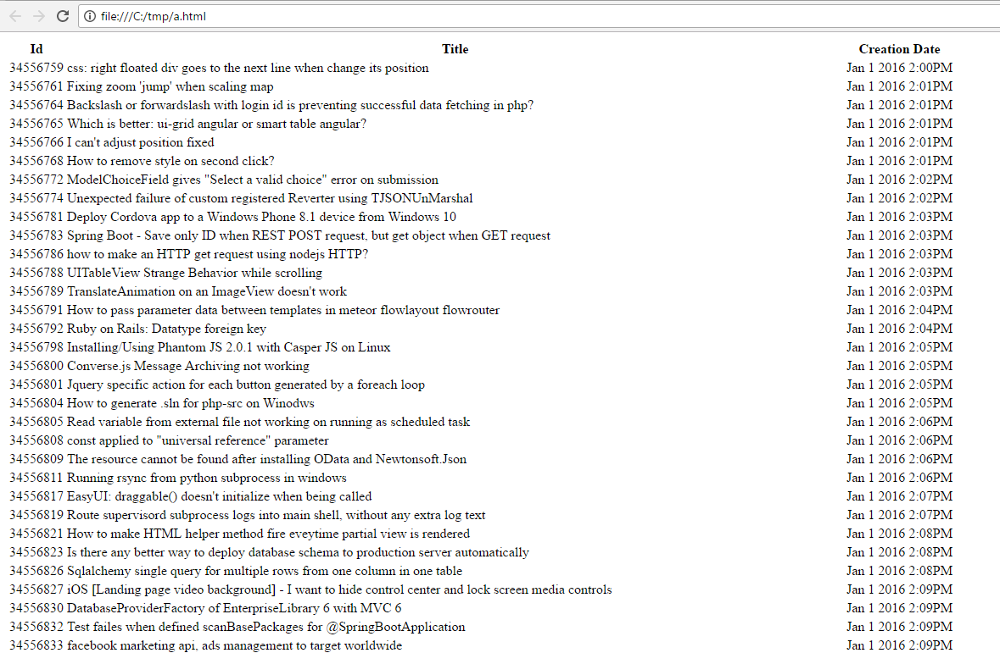 file:///C:/tmp/a.html
Id Title Creation Date
34556759 css: right floated div goes to the next line when change its position Jan 1 2016 2:00PM
34556761 Fixing zoom 'jump' when scaling map Jan 1 2016 2:01PM
34556764 Backslash or forwardslash with login id is preventing successful data fetching in php? Jan 1 2016 2:01PM
34556765 Which is better: ui-grid angular or smart table angular? Jan 1 2016 2:01PM
34556766 I can't adjust position fixed Jan 1 2016 2:01PM
34556768 How to remove style on second click? Jan 1 2016 2:01PM
34556772 ModelChoiceField gives "Select a valid choice" error on submission Jan 1 2016 2:02PM
34556774 Unexpected failure of custom registered Reverter using TJSONUnMarshal Jan 1 2016 2:02PM
34556781 Deploy Cordova app to a Windows Phone 8.1 device from Windows 10 Jan 1 2016 2:03PM
34556783 Spring Boot - Save only ID when REST POST request, but get object when GET request Jan 1 2016 2:03PM
34556786 how to make an HTTP get request using nodejs HTTP? Jan 1 2016 2:03PM
34556788 UITableView Strange Behavior while scrolling Jan 1 2016 2:03PM
34556789 TranslateAnimation on an ImageView doesn't work Jan 1 2016 2:03PM
34556791 How to pass parameter data between templates in meteor flowlayout flowrouter Jan 1 2016 2:04PM
34556792 Ruby on Rails: Datatype foreign key Jan 1 2016 2:04PM
34556798 Installing/Using Phantom JS 2.0.1 with Casper JS on Linux Jan 1 2016 2:05PM
34556800 Converse.js Message Archiving not working Jan 1 2016 2:05PM
34556801 Jquery specific action for each button generated by a foreach loop Jan 1 2016 2:05PM
34556804 How to generate .sln for php-src on Winodws Jan 1 2016 2:05PM
34556805 Read variable from external file not working on running as scheduled task Jan 1 2016 2:06PM
34556808 const applied to "universal reference" parameter Jan 1 2016 2:06PM
34556809 The resource cannot be found after installing OData and Newtonsoft.Json Jan 1 2016 2:06PM
34556811 Running rsync from python subprocess in windows Jan 1 2016 2:06PM
34556817 EasyUI: draggable() doesn't initialize when being called Jan 1 2016 2:07PM
34556819 Route supervisord subprocess logs into main shell, without any extra log text Jan 1 2016 2:07PM
34556821 How to make HTML helper method fire eveytime partial view is rendered Jan 1 2016 2:08PM
34556823 Is there any better way to deploy database schema to production server automatically Jan 1 2016 2:08PM
34556826 Sqlalchemy single query for multiple rows from one column in one table Jan 1 2016 2:08PM
34556827 iOS [Landing page video background] - I want to hide control center and lock screen media controls Jan 1 2016 2:09PM
34556830 DatabaseProviderFactory of EnterpriseLibrary 6 with MVC 6 Jan 1 2016 2:09PM
34556832 Test failes when defined scanBasePackages for @SpringBootApplication Jan 1 2016 2:09PM
34556833 facebook marketing api, ads management to target worldwide Jan 1 2016 2:09PM